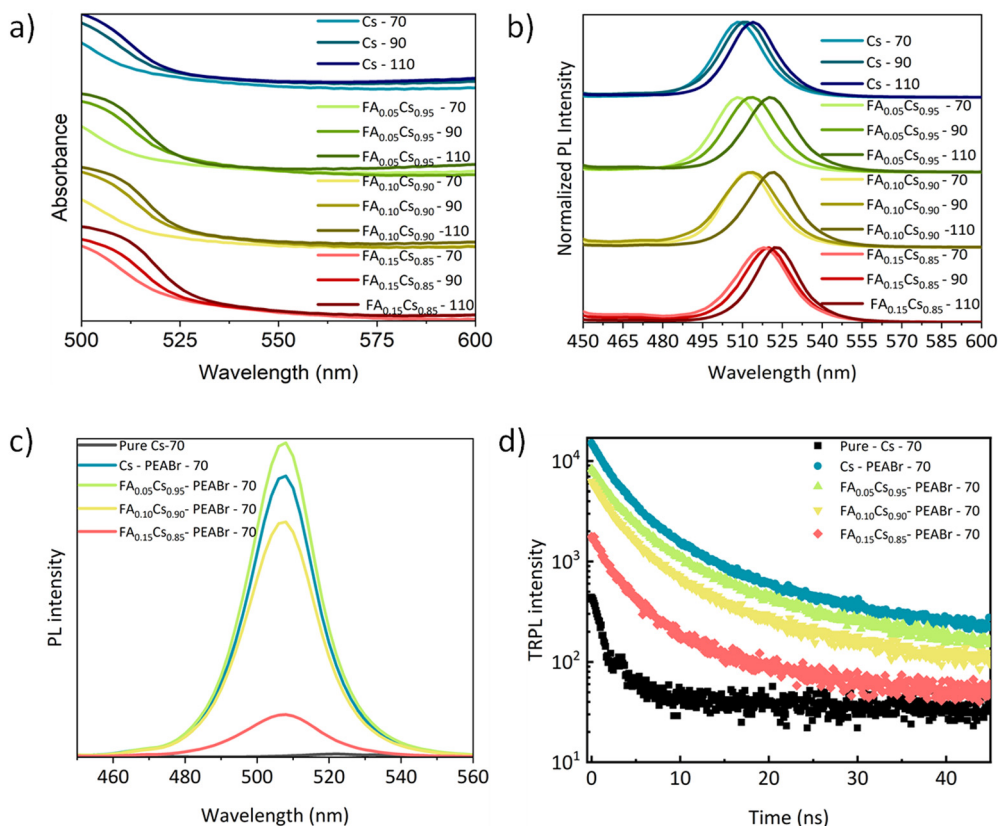 a)
Cs - 70
Cs - 90
Cs - 110
FA0.05Cs0.95 - 70
FA0.05Cs0.95 - 90
FA0.05Cs0.95 - 110
FA0.10Cs0.90 - 70
FA0.10Cs0.90 - 90
FA0.10Cs0.90 - 110
FA0.15Cs0.85 - 70
FA0.15Cs0.85 - 90
FA0.15Cs0.85 - 110
Absorbance
500 525 550 575 600
Wavelength (nm)
b)
Cs - 70
Cs - 90
Cs - 110
FA0.05Cs0.95 - 70
FA0.05Cs0.95 - 90
FA0.05Cs0.95 - 110
FA0.10Cs0.90 - 70
FA0.10Cs0.90 - 90
FA0.10Cs0.90 - 110
FA0.15Cs0.85 - 70
FA0.15Cs0.85 - 90
FA0.15Cs0.85 - 110
Normalized PL Intensity
450 465 480 495 510 525 540 555 570 585 600
Wavelength (nm)
c)
Pure Cs-70
Cs - PEABr - 70
FA0.05Cs0.95- PEABr - 70
FA0.10Cs0.90- PEABr - 70
FA0.15Cs0.85- PEABr - 70
PL intensity
460 480 500 520 540 560
Wavelength (nm)
d)
Pure - Cs - 70
Cs - PEABr - 70
FA0.05Cs0.95- PEABr - 70
FA0.10Cs0.90- PEABr - 70
FA0.15Cs0.85- PEABr - 70
TRPL intensity
10^4
10^3
10^2
10^1
0 10 20 30 40
Time (ns)